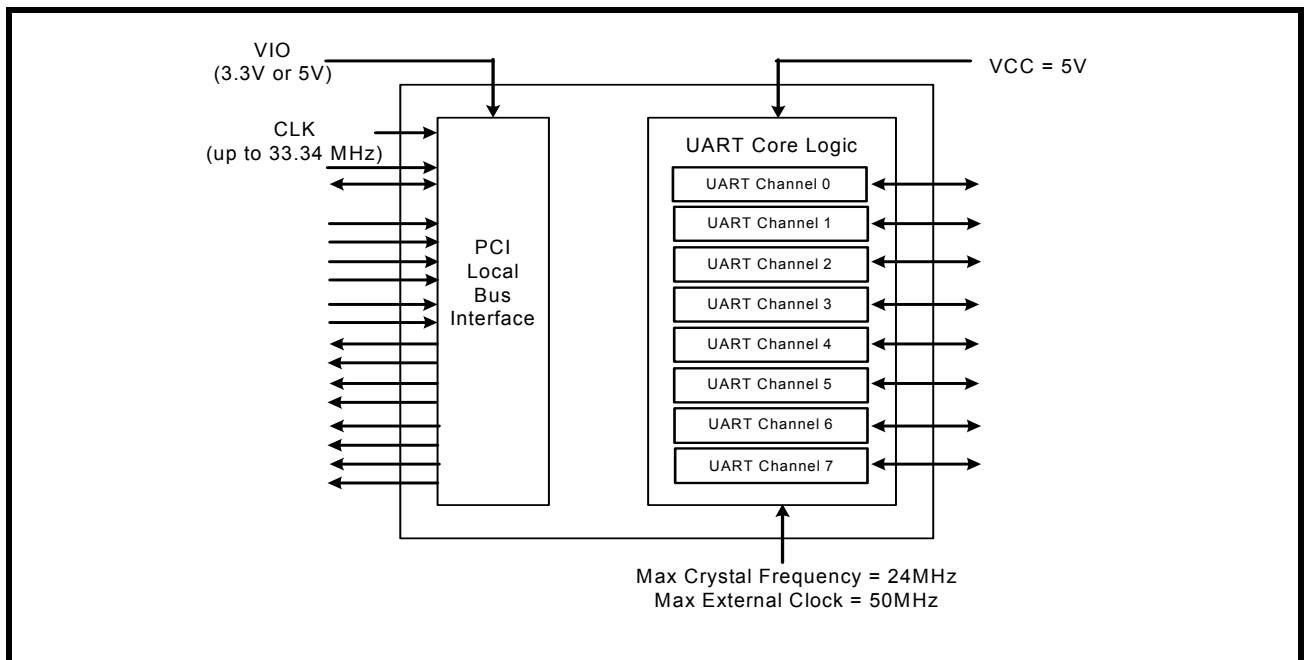 VIO
(3.3V or 5V)
VCC = 5V
CLK
(up to 33.34 MHz)
PCI
Local
Bus
Interface
UART Core Logic
UART Channel 0
UART Channel 1
UART Channel 2
UART Channel 3
UART Channel 4
UART Channel 5
UART Channel 6
UART Channel 7
Max Crystal Frequency = 24MHz
Max External Clock = 50MHz